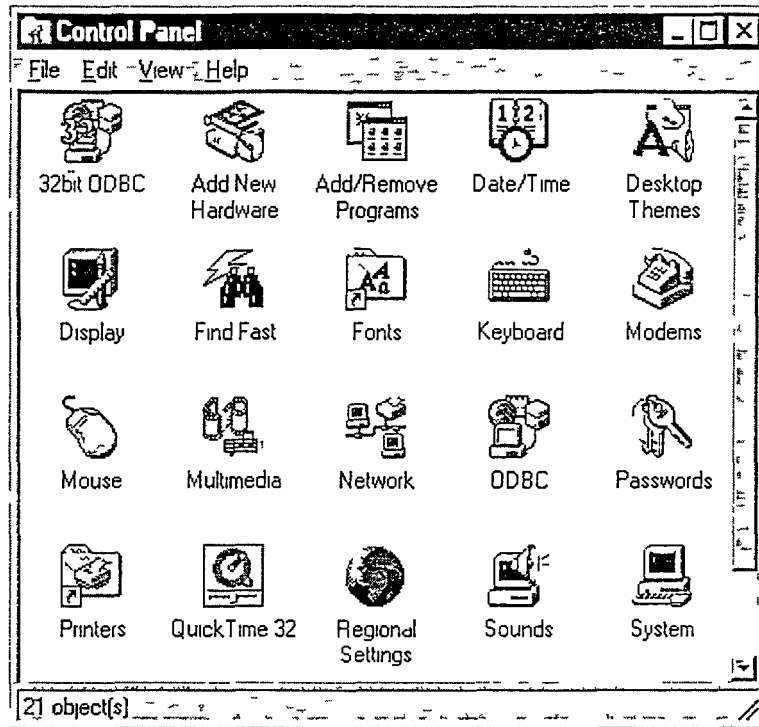 Control Panel
File Edit View Help
32bit ODBC
Add New
Hardware
Add/Remove
Programs
Date/Time
Desktop
Themes
Display
Find Fast
Fonts
Keyboard
Modems
Mouse
Multimedia
Network
ODBC
Passwords
Printers
QuickTime 32
Regional
Settings
Sounds
System
21 object(s)